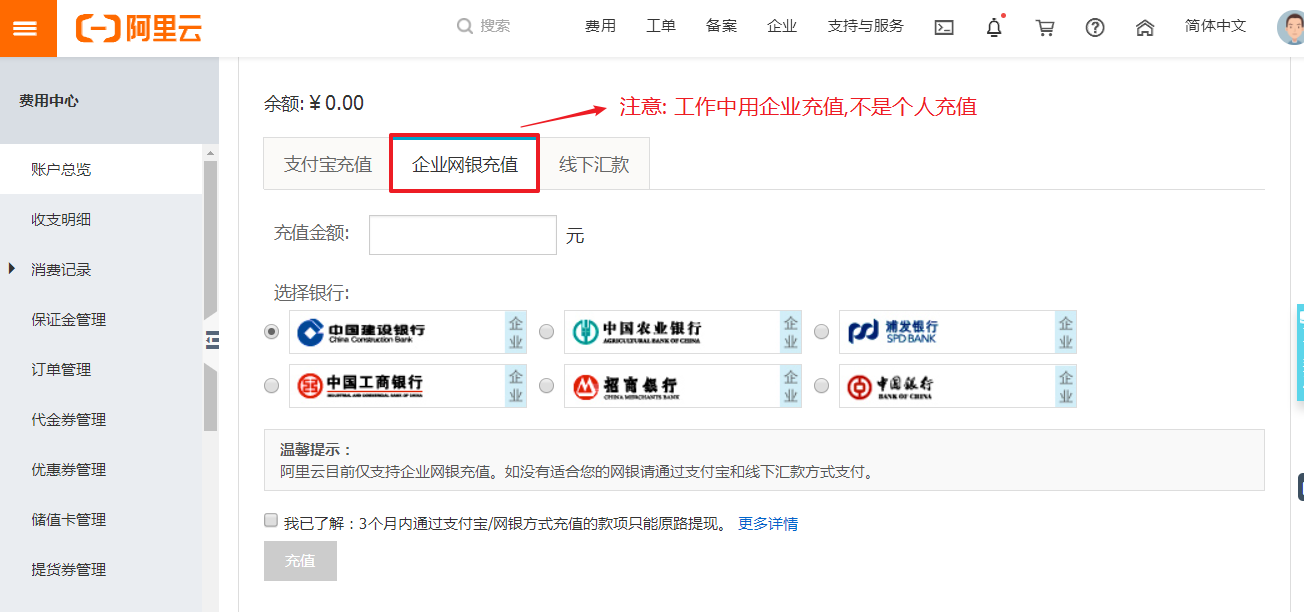 阿里云
搜索
费用 工单 备案 企业 支持与服务 简体中文
费用中心
账户总览
收支明细
消费记录
保证金管理
订单管理
代金券管理
优惠券管理
储值卡管理
提货券管理
余额: ¥ 0.00
注意: 工作中用企业充值,不是个人充值
支付宝充值 企业网银充值 线下汇款
充值金额: 元
选择银行:
中国建设银行 China Construction Bank 企业
中国农业银行 AGRICULTURAL BANK OF CHINA 企业
浦发银行 SPD BANK 企业
中国工商银行 INDUSTRIAL AND COMMERCIAL BANK OF CHINA 企业
招商银行 CHINA MERCHANTS BANK 企业
中国银行 BANK OF CHINA 企业
温馨提示：
阿里云目前仅支持企业网银充值。如没有适合您的网银请通过支付宝和线下汇款方式支付。
我已了解：3个月内通过支付宝/网银方式充值的款项只能原路提现。 更多详情
充值